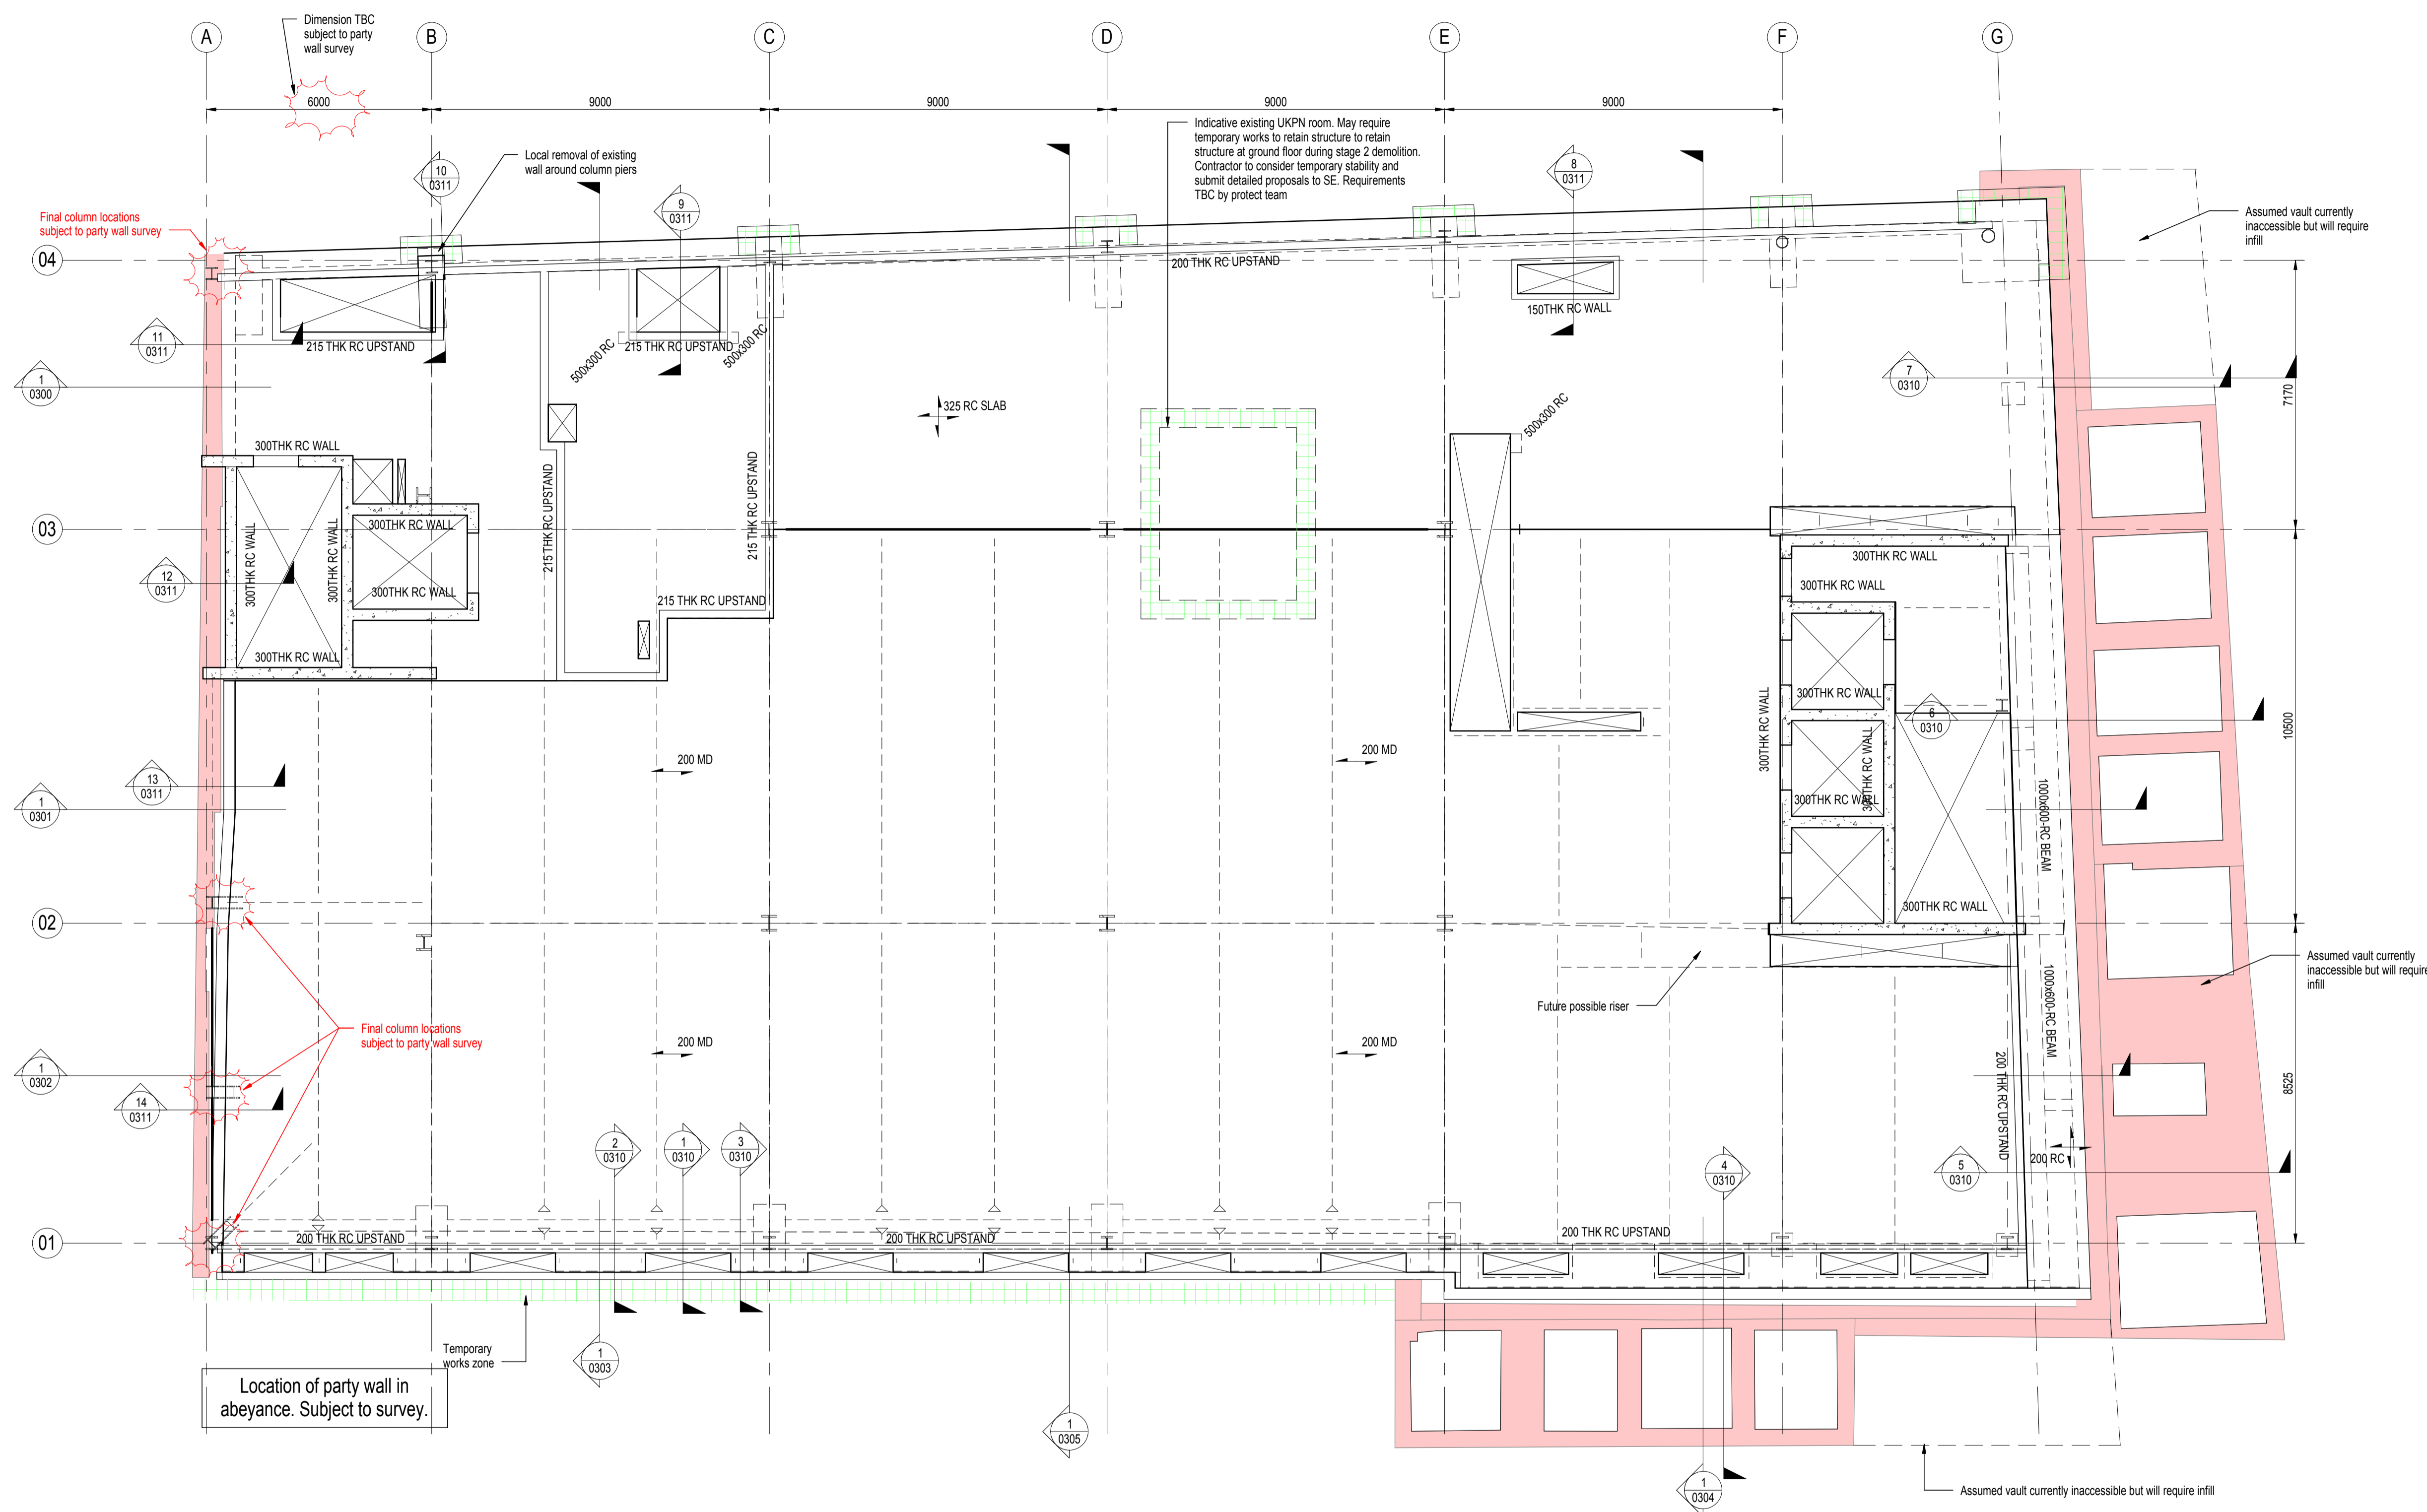 Dimension TBC
subject to party
wall survey
A
B
C
D
E
F
G
6000
9000
9000
9000
9000
Indicative existing UKPN room. May require
temporary works to retain structure to retain
structure at ground floor during stage 2 demolition.
Contractor to consider temporary stability and
submit detailed proposals to SE. Requirements
TBC by protect team
Local removal of existing
wall around column piers
10
0311
9
0311
8
0311
Final column locations
subject to party wall survey
Assumed vault currently
inaccessible but will require
infill
04
200 THK RC UPSTAND
150THK RC WALL
11
0311
215 THK RC UPSTAND
500x300 RC
215 THK RC UPSTAND
500x300 RC
1
0300
7
0310
7170
325 RC SLAB
500x300 RC
300THK RC WALL
215 THK RC UPSTAND
215 THK RC UPSTAND
03
300THK RC WALL
300THK RC WALL
300THK RC WALL
300THK RC WALL
12
0311
300THK RC WALL
300THK RC WALL
215 THK RC UPSTAND
300THK RC WALL
300THK RC WALL
300THK RC WALL
300THK RC WALL
6
0310
10500
200 MD
200 MD
13
0311
1
0301
300THK RC WALL
300THK RC WALL
1000x600-RC BEAM
300THK RC WALL
02
Assumed vault currently
inaccessible but will require
infill
Future possible riser
1000x600-RC BEAM
Final column locations
subject to party wall survey
200 MD
200 MD
1
0302
14
0311
200 THK RC UPSTAND
8525
2
0310
1
0310
3
0310
4
0310
5
0310
200 RC
01
200 THK RC UPSTAND
200 THK RC UPSTAND
200 THK RC UPSTAND
Temporary
works zone
1
0303
Location of party wall in
abeyance. Subject to survey.
1
0305
1
0304
Assumed vault currently inaccessible but will require infill